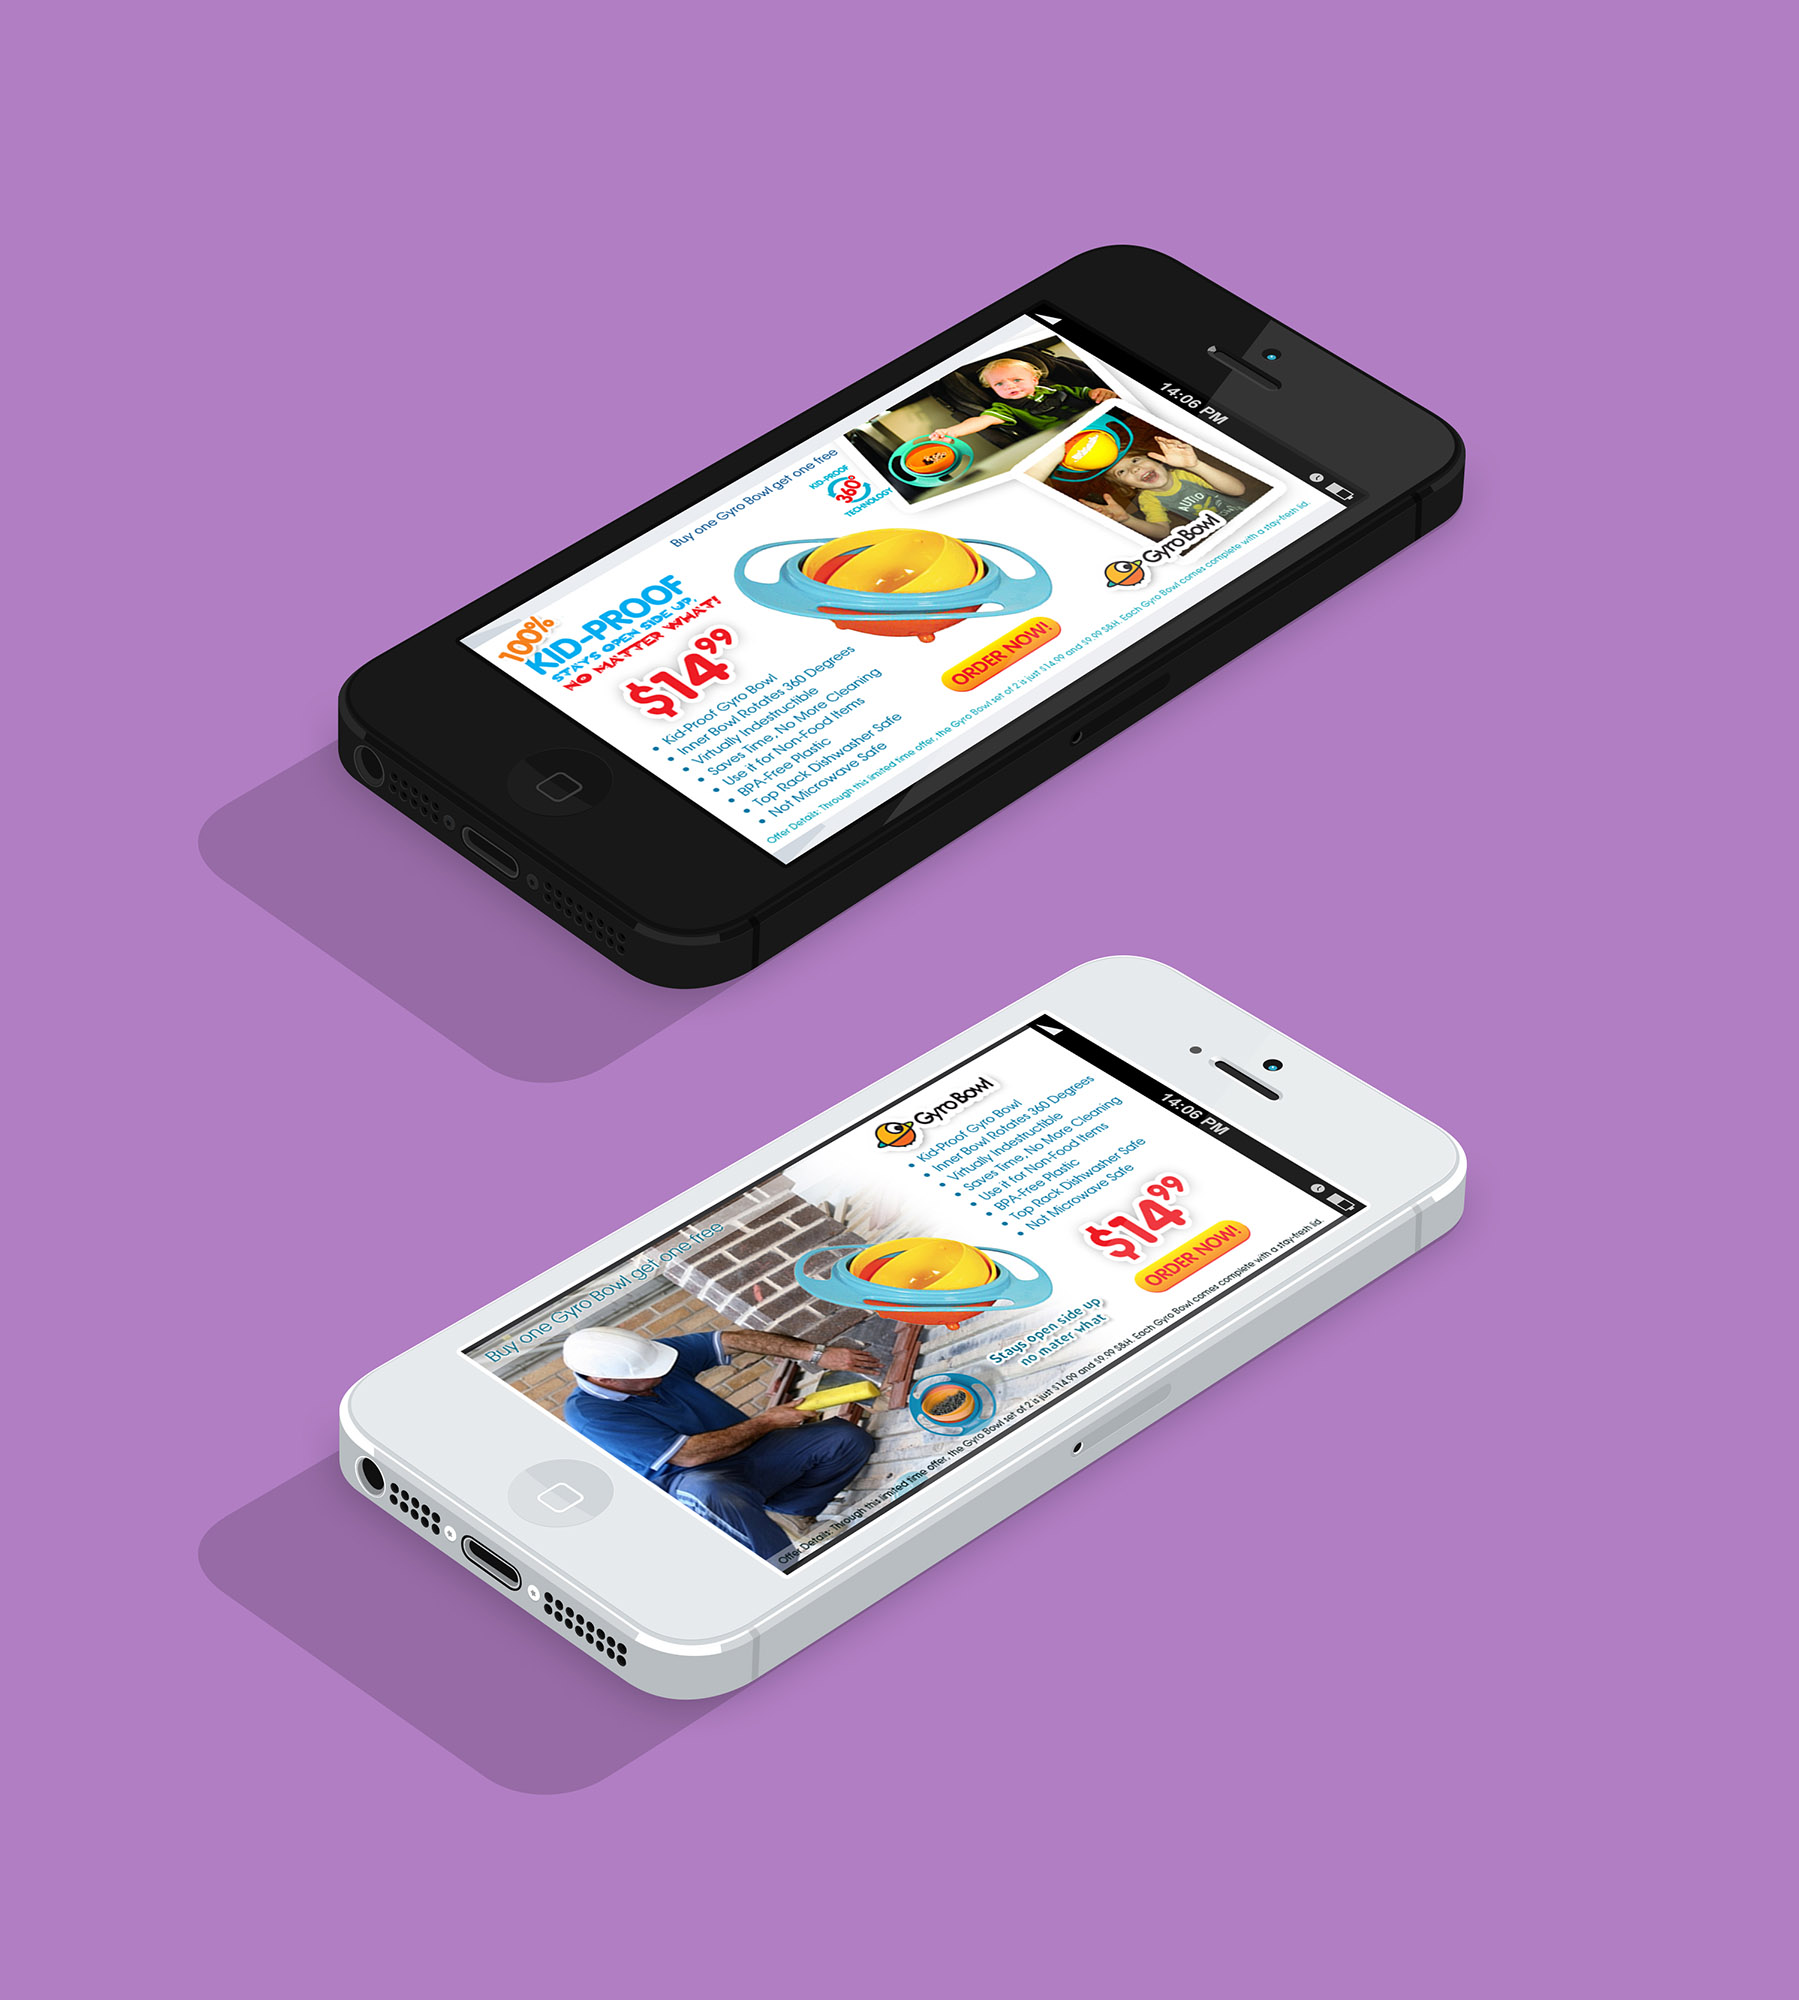 14:06 PM
Buy one Gyro Bowl get one free
KID-PROOF
360°
TECHNOLOGY
AUTIO
Gyro Bowl
100%
KID-PROOF
STAYS OPEN SIDE UP,
NO MATTER WHAT!
$14.99
• Kid-Proof Gyro Bowl
• Inner Bowl Rotates 360 Degrees
• Virtually Indestructible
• Saves Time, No More Cleaning
• Use it for Non-Food Items
• BPA-Free Plastic
• Top Rack Dishwasher Safe
• Not Microwave Safe
ORDER NOW!
Offer Details: Through this limited time offer, the Gyro Bowl set of 2 is just $14.99 and $9.99 S&H. Each Gyro Bowl comes complete with a stay-fresh lid.
14:06 PM
Gyro Bowl
• Kid-Proof Gyro Bowl
• Inner Bowl Rotates 360 Degrees
• Virtually Indestructible
• Saves Time, No More Cleaning
• Use it for Non-Food Items
• BPA-Free Plastic
• Top Rack Dishwasher Safe
• Not Microwave Safe
Buy one Gyro Bowl get one free
$14.99
ORDER NOW!
Stays open side up
no mater what
Offer Details: Through this limited time offer, the Gyro Bowl set of 2 is just $14.99 and $9.99 S&H. Each Gyro Bowl comes complete with a stay-fresh lid.